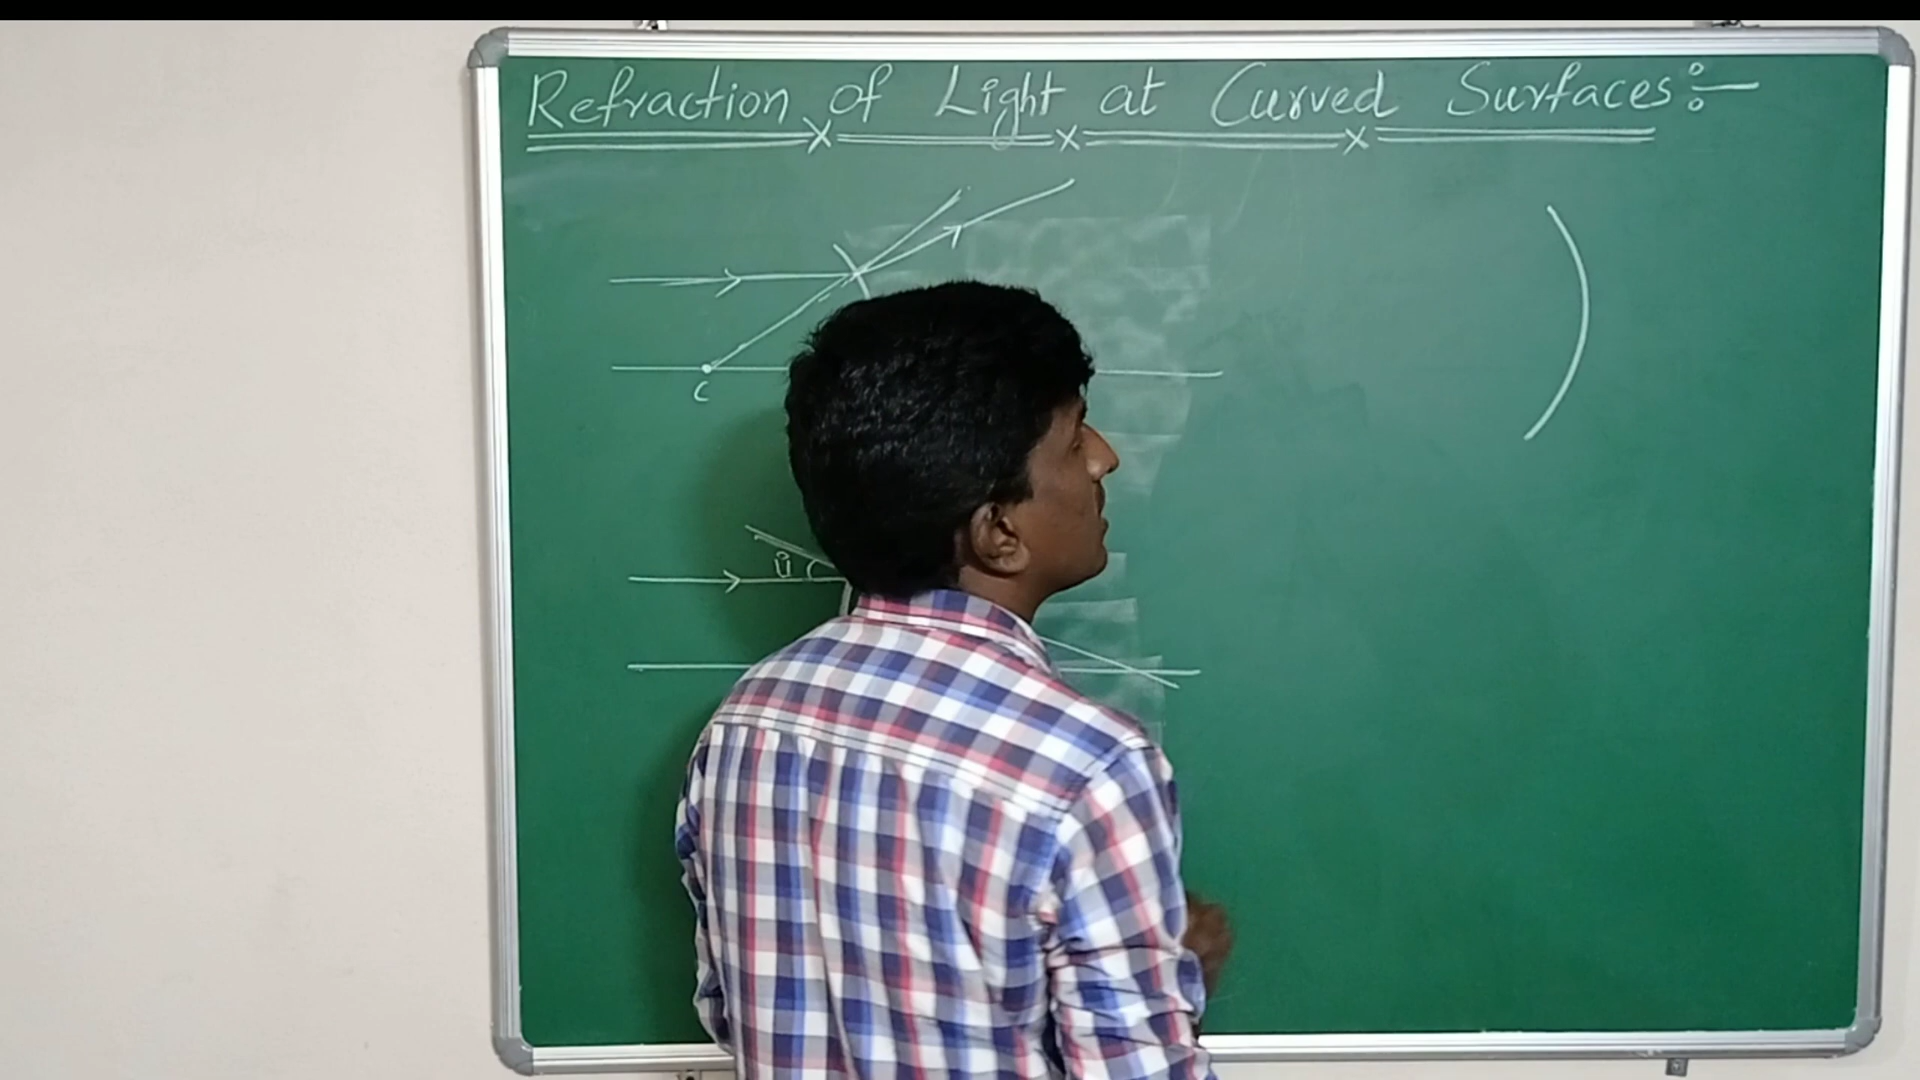 Refraction of Light at Curved Surfaces:-
C
i